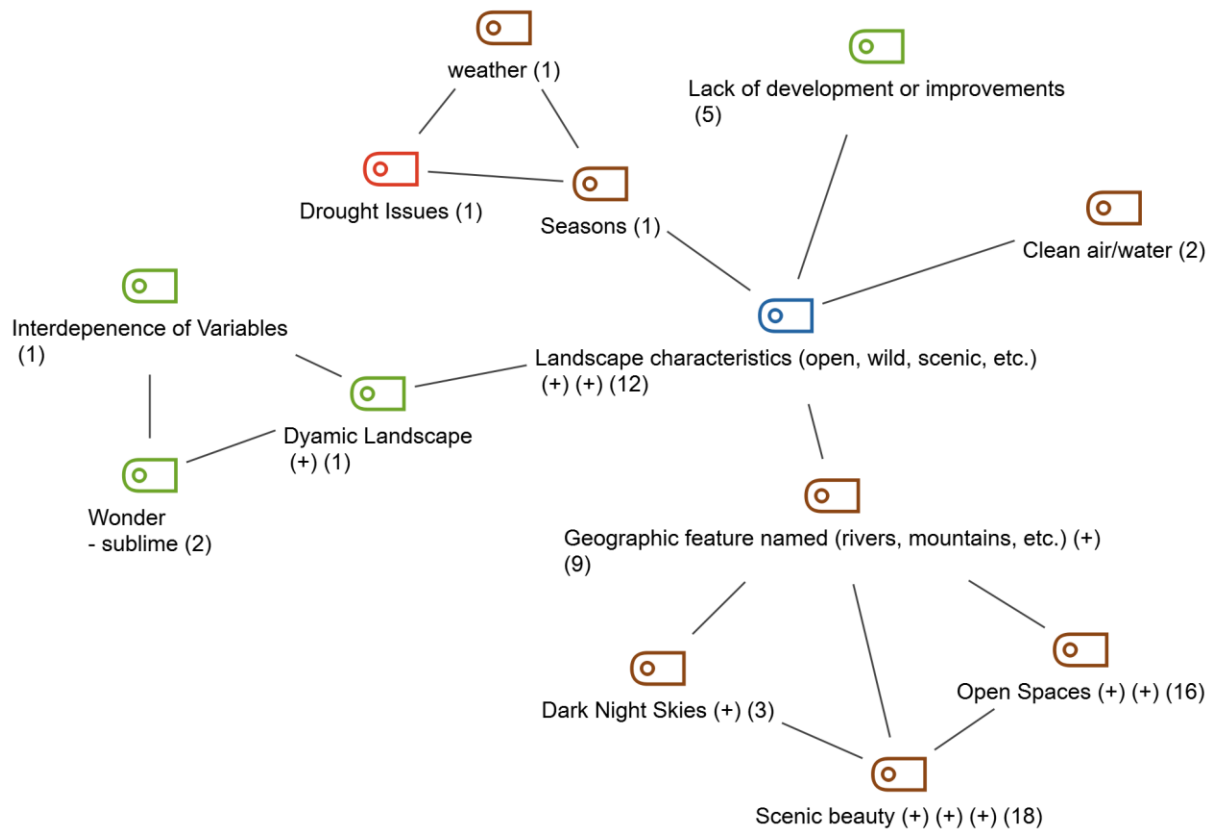 weather (1)
Lack of development or improvements
(5)
Drought Issues (1)
Seasons (1)
Clean air/water (2)
Interdepenence of Variables
(1)
Landscape characteristics (open, wild, scenic, etc.)
(+) (+) (12)
Dyamic Landscape
(+) (1)
Wonder
- sublime (2)
Geographic feature named (rivers, mountains, etc.) (+)
(9)
Dark Night Skies (+) (3)
Open Spaces (+) (+) (16)
Scenic beauty (+) (+) (+) (18)